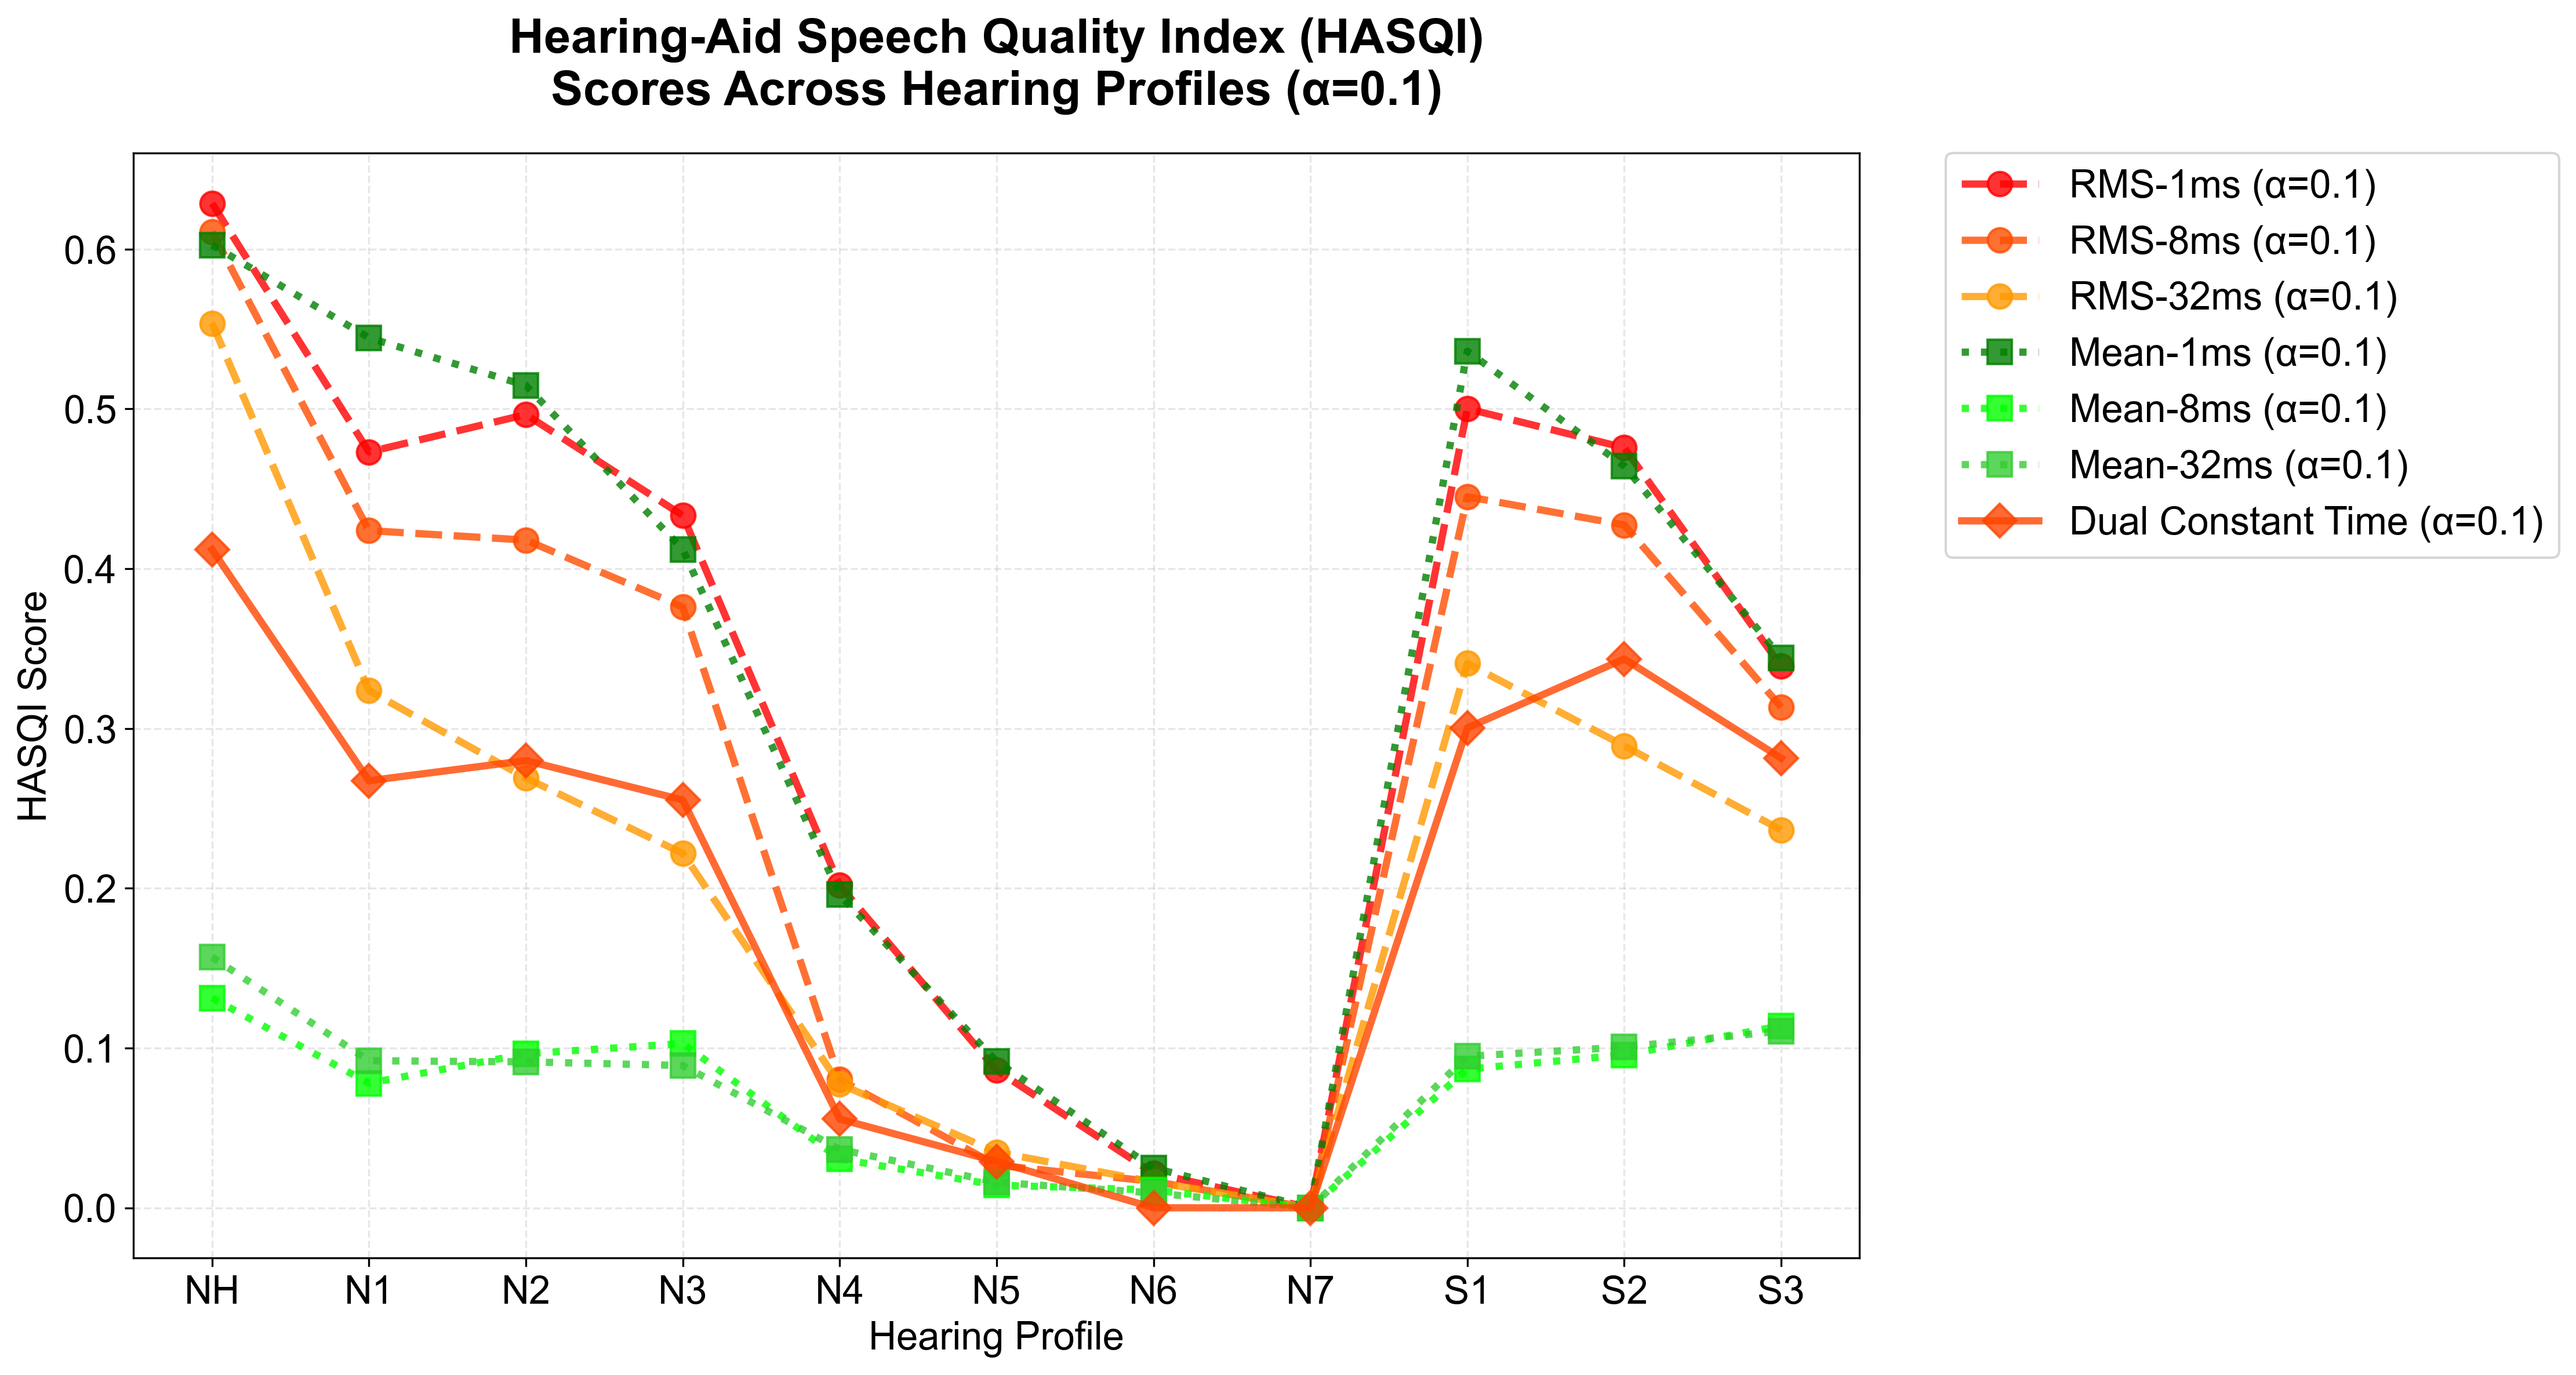 Hearing-Aid Speech Quality Index (HASQI)
Scores Across Hearing Profiles (α=0.1)
HASQI Score
0.6
0.5
0.4
0.3
0.2
0.1
0.0
NH N1 N2 N3 N4 N5 N6 N7 S1 S2 S3
Hearing Profile
RMS-1ms (α=0.1)
RMS-8ms (α=0.1)
RMS-32ms (α=0.1)
Mean-1ms (α=0.1)
Mean-8ms (α=0.1)
Mean-32ms (α=0.1)
Dual Constant Time (α=0.1)